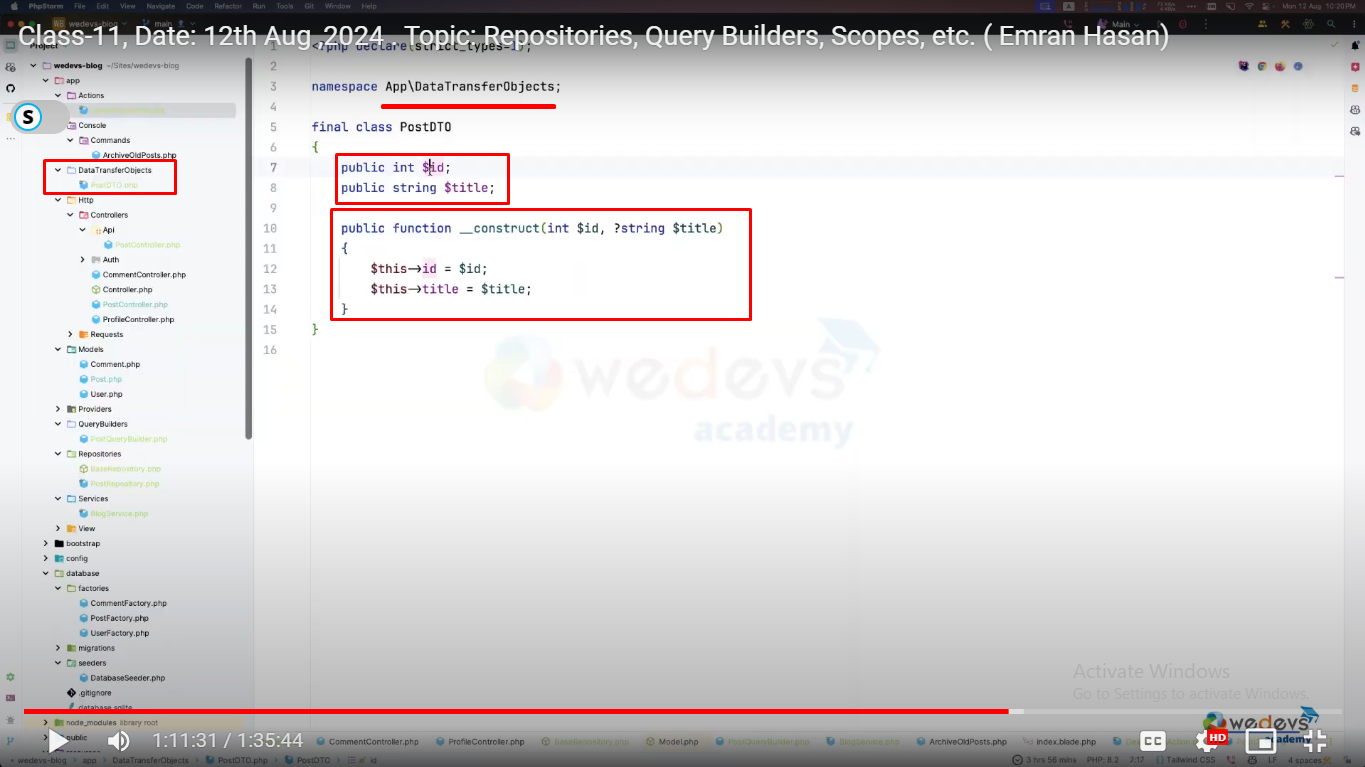 PhpStorm File Edit View Navigate Code Refactor Run Tools Git Window Help
Mon 12 Aug 10:20PM
wedevs-blog main Main
Class-11, Date: 12th Aug, 2024 , Topic: Repositories, Query Builders, Scopes, etc. ( Emran Hasan)
Project
wedevs-blog ~/Sites/wedevs-blog
app
Actions
Console
Commands
ArchiveOldPosts.php
DataTransferObjects
PostDTO.php
Http
Controllers
Api
PostController.php
Auth
CommentController.php
Controller.php
PostController.php
ProfileController.php
Requests
Models
Comment.php
Post.php
User.php
Providers
QueryBuilders
PostQueryBuilder.php
Repositories
BaseRepository.php
PostRepository.php
Services
BlogService.php
View
bootstrap
config
database
factories
CommentFactory.php
PostFactory.php
UserFactory.php
migrations
seeders
DatabaseSeeder.php
.gitignore
database.sqlite
node_modules library root
public
S
1 <?php declare(strict_types=1);
2
3 namespace App\DataTransferObjects;
4
5 final class PostDTO
6 {
7 public int $id;
8 public string $title;
9
10 public function __construct(int $id, ?string $title)
11 {
12 $this->id = $id;
13 $this->title = $title;
14 }
15 }
16
wedevs
academy
Activate Windows
Go to Settings to activate Windows.
wedevs
academy
1:11:31 / 1:35:44
CC
HD
CommentController.php ProfileController.php BaseRepository.php Model.php PostQueryBuilder.php BlogService.php ArchiveOldPosts.php index.blade.php
wedevs-blog app DataTransferObjects PostDTO.php PostDTO id
3 hrs 56 mins PHP: 8.2 7:17 Tailwind CSS LF 4 spaces